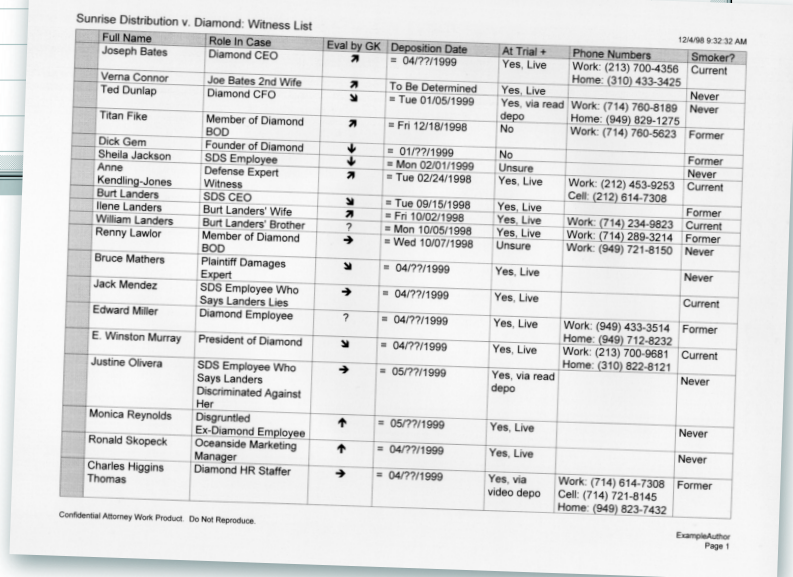 Sunrise Distribution v. Diamond: Witness List
12/4/98 9:32:32 AM
Full Name Role In Case Eval by GK Deposition Date At Trial + Phone Numbers Smoker?
Joseph Bates Diamond CEO ↗ = 04/??/1999 Yes, Live Work: (213) 700-4356 Current
Home: (310) 433-3425
Verna Connor Joe Bates 2nd Wife ↗ To Be Determined Yes, Live Never
Ted Dunlap Diamond CFO ↘ = Tue 01/05/1999 Yes, via read Work: (714) 760-8189 Never
depo Home: (949) 829-1275
Titan Fike Member of Diamond ↗ = Fri 12/18/1998 No Work: (714) 760-5623 Former
BOD
Dick Gem Founder of Diamond ↓ = 01/??/1999 No Former
Sheila Jackson SDS Employee ↓ = Mon 02/01/1999 Unsure Never
Anne Defense Expert ↗ = Tue 02/24/1998 Yes, Live Work: (212) 453-9253 Current
Kendling-Jones Witness Cell: (212) 614-7308
Burt Landers SDS CEO ↘ = Tue 09/15/1998 Yes, Live Former
Ilene Landers Burt Landers' Wife ↗ = Fri 10/02/1998 Yes, Live Work: (714) 234-9823 Current
William Landers Burt Landers' Brother ? = Mon 10/05/1998 Yes, Live Work: (714) 289-3214 Former
Renny Lawlor Member of Diamond → = Wed 10/07/1998 Unsure Work: (949) 721-8150 Never
BOD
Bruce Mathers Plaintiff Damages ↘ = 04/??/1999 Yes, Live Never
Expert
Jack Mendez SDS Employee Who → = 04/??/1999 Yes, Live Current
Says Landers Lies
Edward Miller Diamond Employee ? = 04/??/1999 Yes, Live Work: (949) 433-3514 Former
Home: (949) 712-8232
E. Winston Murray President of Diamond ↘ = 04/??/1999 Yes, Live Work: (213) 700-9681 Current
Home: (310) 822-8121
Justine Olivera SDS Employee Who → = 05/??/1999 Yes, via read Never
Says Landers depo
Discriminated Against
Her
Monica Reynolds Disgruntled ↑ = 05/??/1999 Yes, Live Never
Ex-Diamond Employee
Ronald Skopeck Oceanside Marketing ↑ = 04/??/1999 Yes, Live Never
Manager
Charles Higgins Diamond HR Staffer → = 04/??/1999 Yes, via Work: (714) 614-7308 Former
Thomas video depo Cell: (714) 721-8145
Home: (949) 823-7432
Confidential Attorney Work Product. Do Not Reproduce.
ExampleAuthor
Page 1